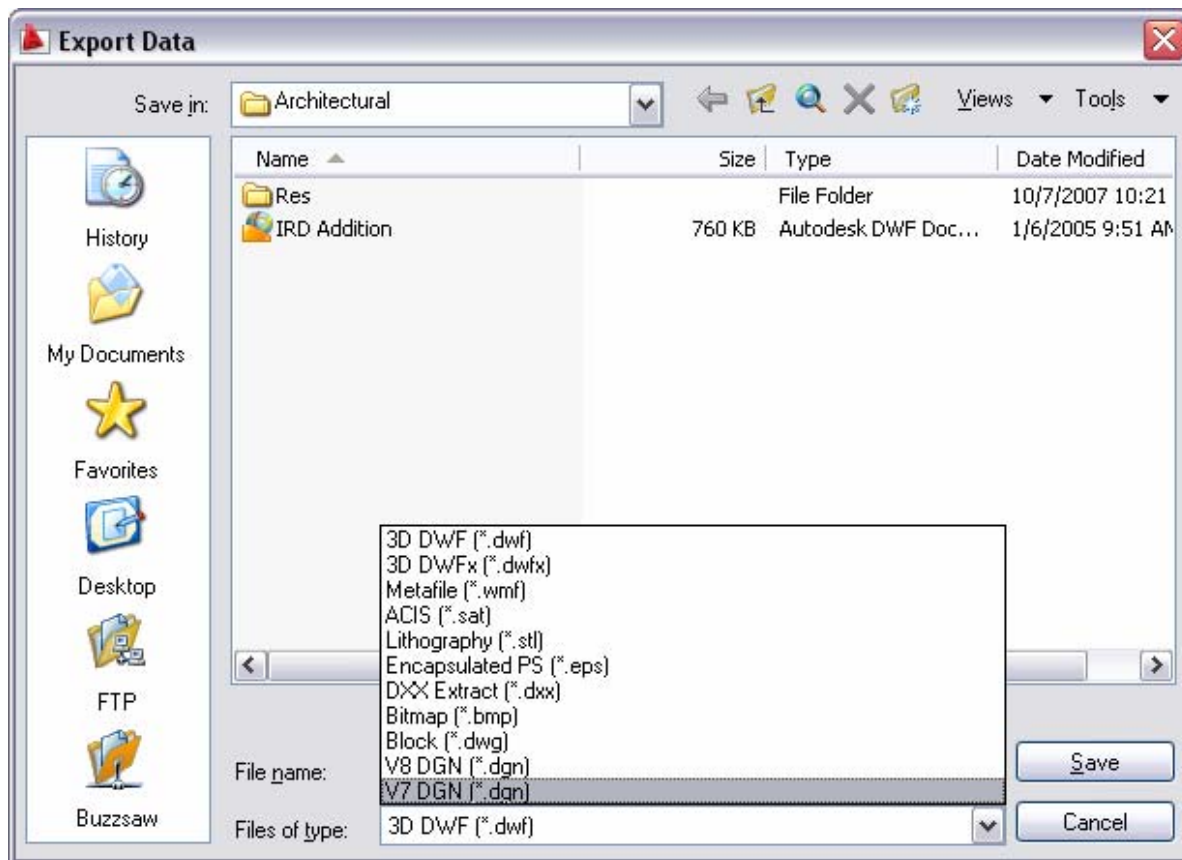 Export Data
Save in: Architectural Views Tools
Name Size Type Date Modified
Res File Folder 10/7/2007 10:21
IRD Addition 760 KB Autodesk DWF Doc... 1/6/2005 9:51 AM
History
My Documents
Favorites
Desktop
FTP
Buzzsaw
3D DWF (*.dwf)
3D DWFx (*.dwfx)
Metafile (*.wmf)
ACIS (*.sat)
Lithography (*.stl)
Encapsulated PS (*.eps)
DXX Extract (*.dxx)
Bitmap (*.bmp)
Block (*.dwg)
V8 DGN (*.dgn)
V7 DGN (*.dgn)
File name: Save
Files of type: 3D DWF (*.dwf) Cancel